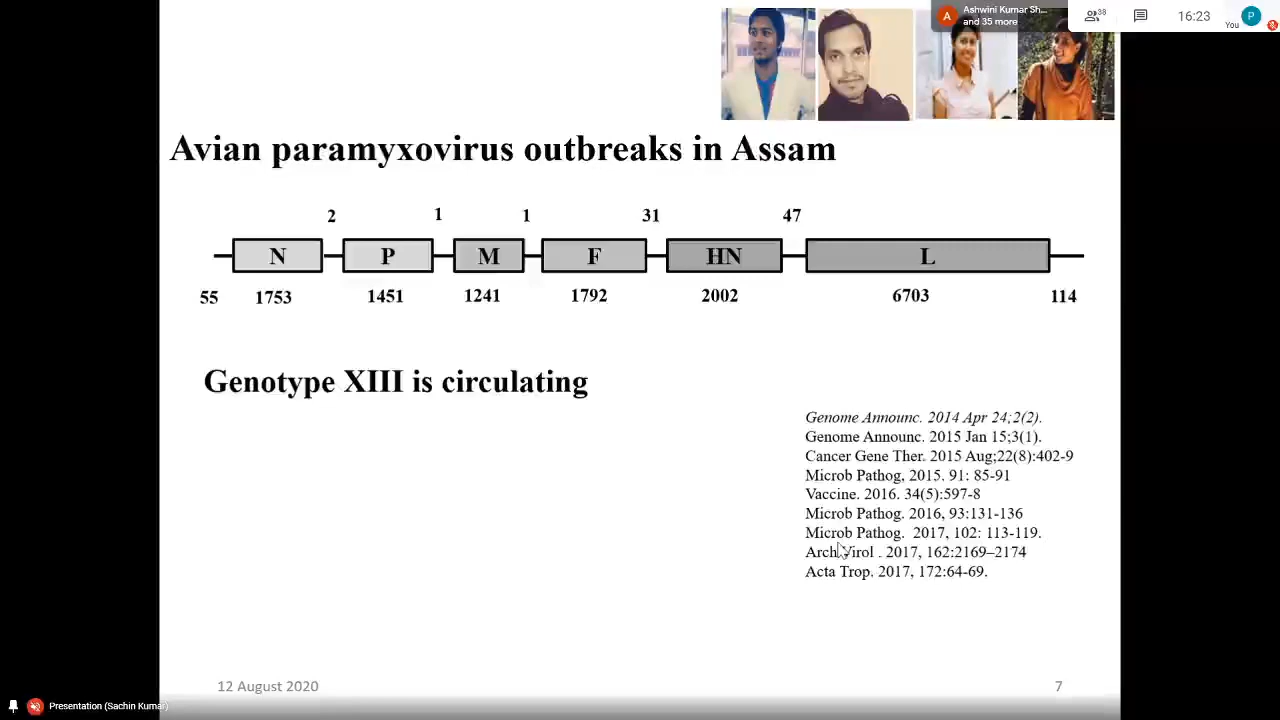 Ashwini Kumar Sh...
and 35 more
A
38
16:23
You
P
Avian paramyxovirus outbreaks in Assam
2 1 1 31 47
N P M F HN L
55 1753 1451 1241 1792 2002 6703 114
Genotype XIII is circulating
Genome Announc. 2014 Apr 24;2(2).
Genome Announc. 2015 Jan 15;3(1).
Cancer Gene Ther. 2015 Aug;22(8):402-9
Microb Pathog, 2015. 91: 85-91
Vaccine. 2016. 34(5):597-8
Microb Pathog. 2016, 93:131-136
Microb Pathog. 2017, 102: 113-119.
Arch Virol . 2017, 162:2169–2174
Acta Trop. 2017, 172:64-69.
12 August 2020
7
Presentation (Sachin Kumar)